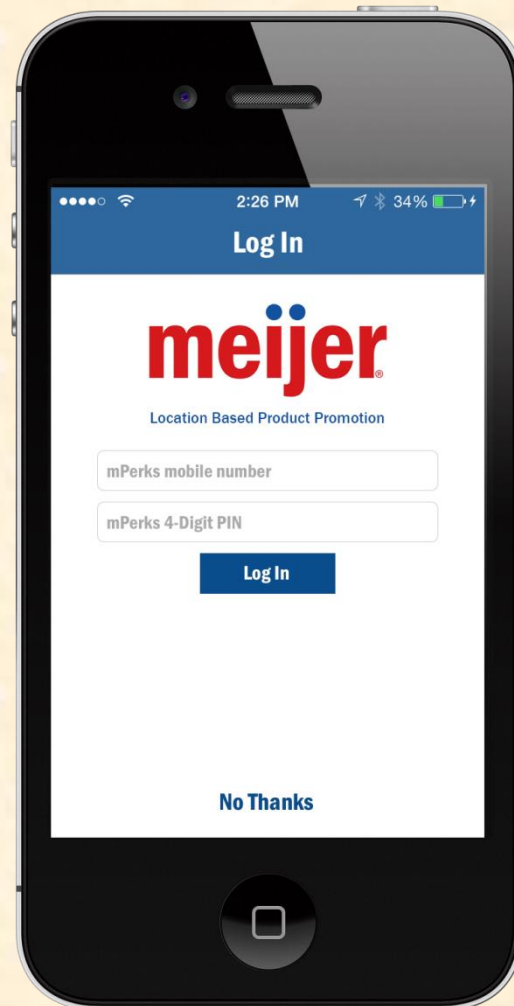 2:26 PM 34%
Log In
meijer®
Location Based Product Promotion
mPerks mobile number
mPerks 4-Digit PIN
Log In
No Thanks